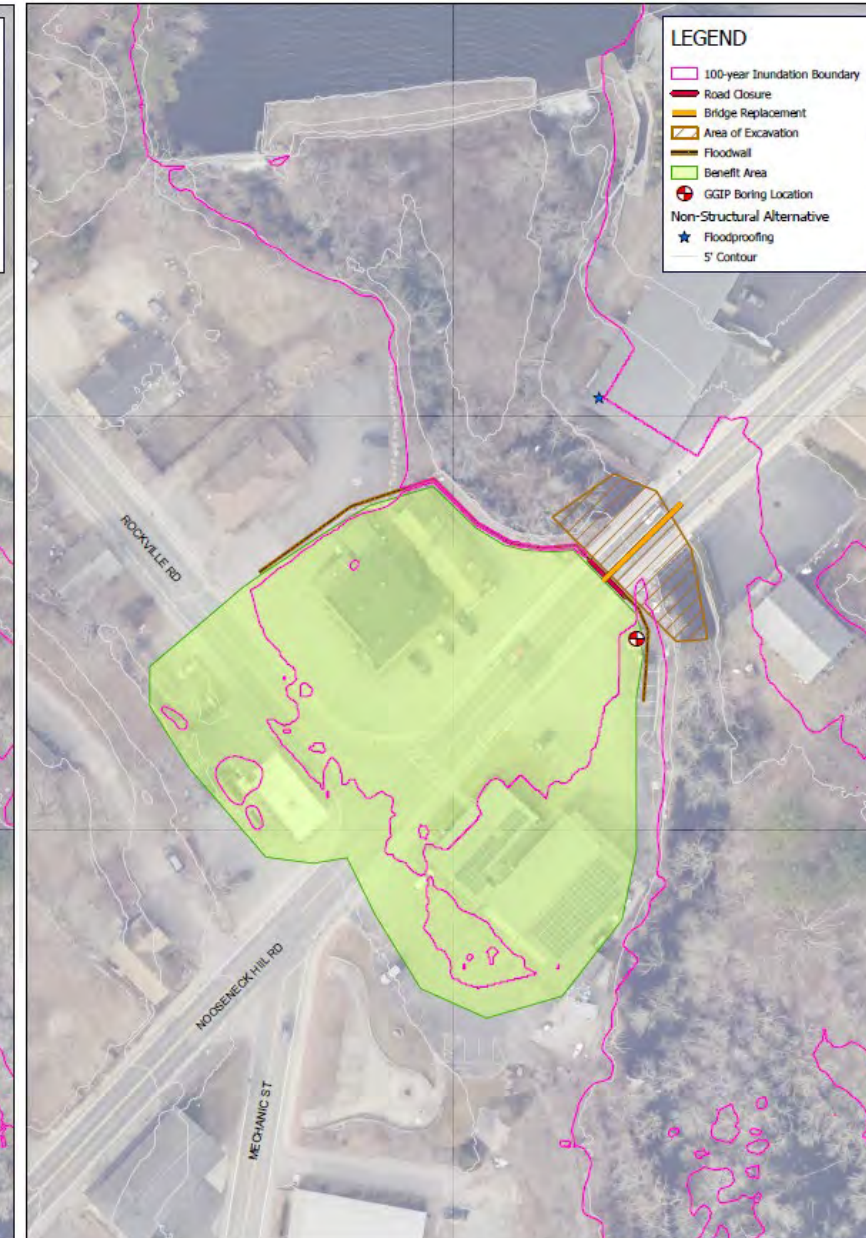 LEGEND
100-year Inundation Boundary
Road Closure
Bridge Replacement
Area of Excavation
Floodwall
Benefit Area
GGIP Boring Location
Non-Structural Alternative
Floodproofing
5' Contour
ROCKVILLE RD
NOOSENECK HIIL RD
MECHANIC ST